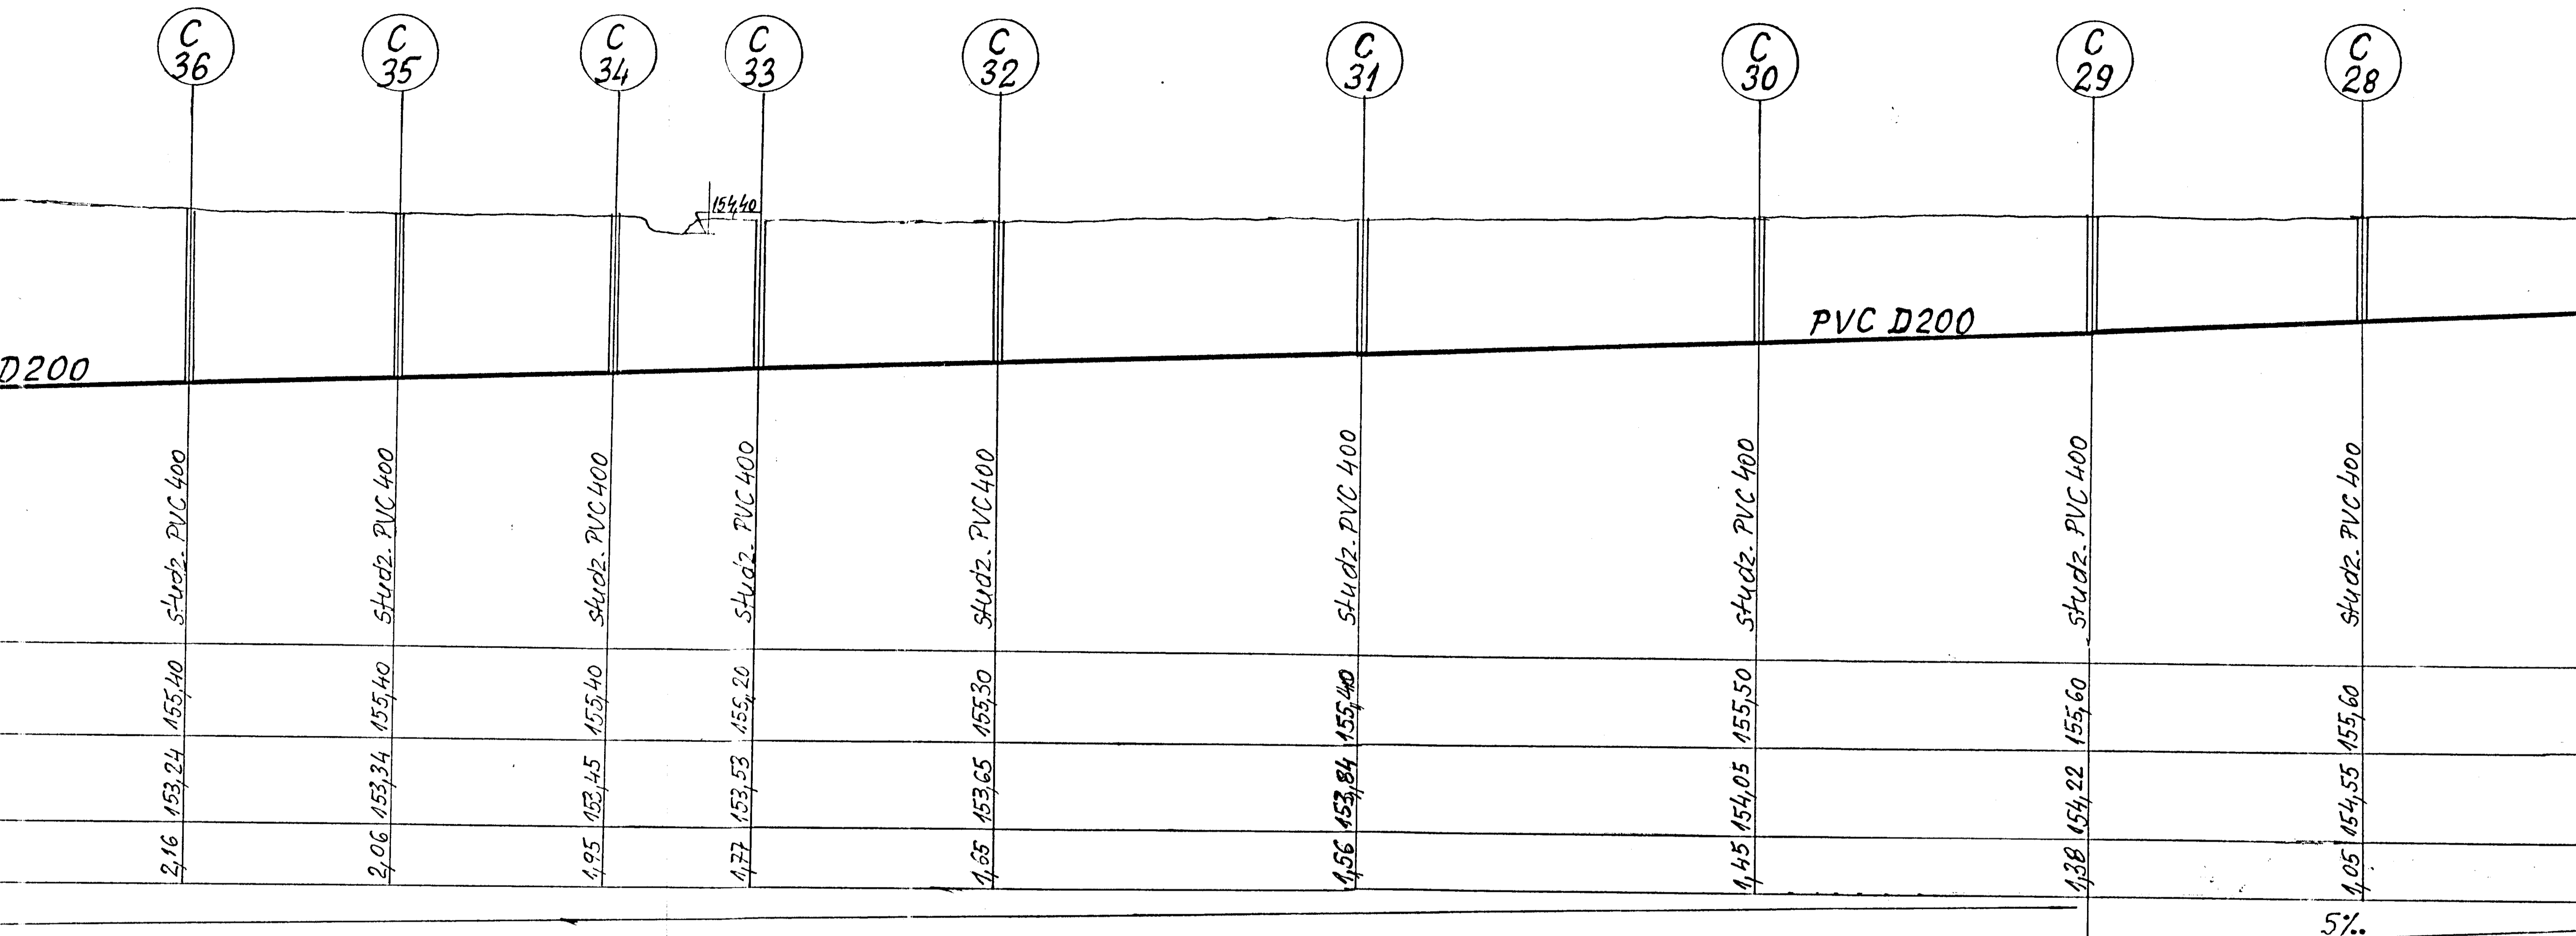 C 36
C 35
C 34
C 33
C 32
C 31
C 30
C 29
C 28
154,40
PVC D200
D200
studz. PVC 400
studz. PVC 400
studz. PVC 400
studz. PVC 400
studz. PVC 400
studz. PVC 400
studz. PVC 400
studz. PVC 400
studz. PVC 400
155,40 155,40 155,40 155,20 155,30 155,40 155,50 155,60 155,60
153,24 153,34 153,45 153,53 153,65 153,84 154,05 154,22 154,55
2,16 2,06 1,95 1,77 1,65 1,56 1,45 1,38 1,05
5‰